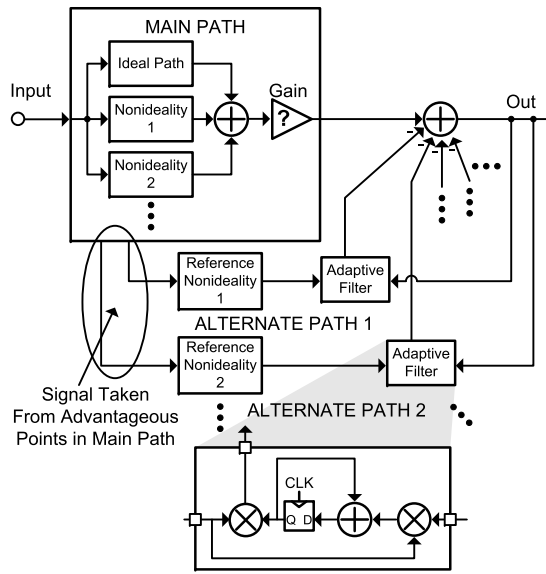 MAIN PATH
Input
Ideal Path
Gain
Out
Nonideality
1
?
Nonideality
2
Reference
Nonideality
1
Adaptive
Filter
ALTERNATE PATH 1
Reference
Nonideality
2
Adaptive
Filter
Signal Taken
From Advantageous
Points in Main Path
ALTERNATE PATH 2
CLK
Q D